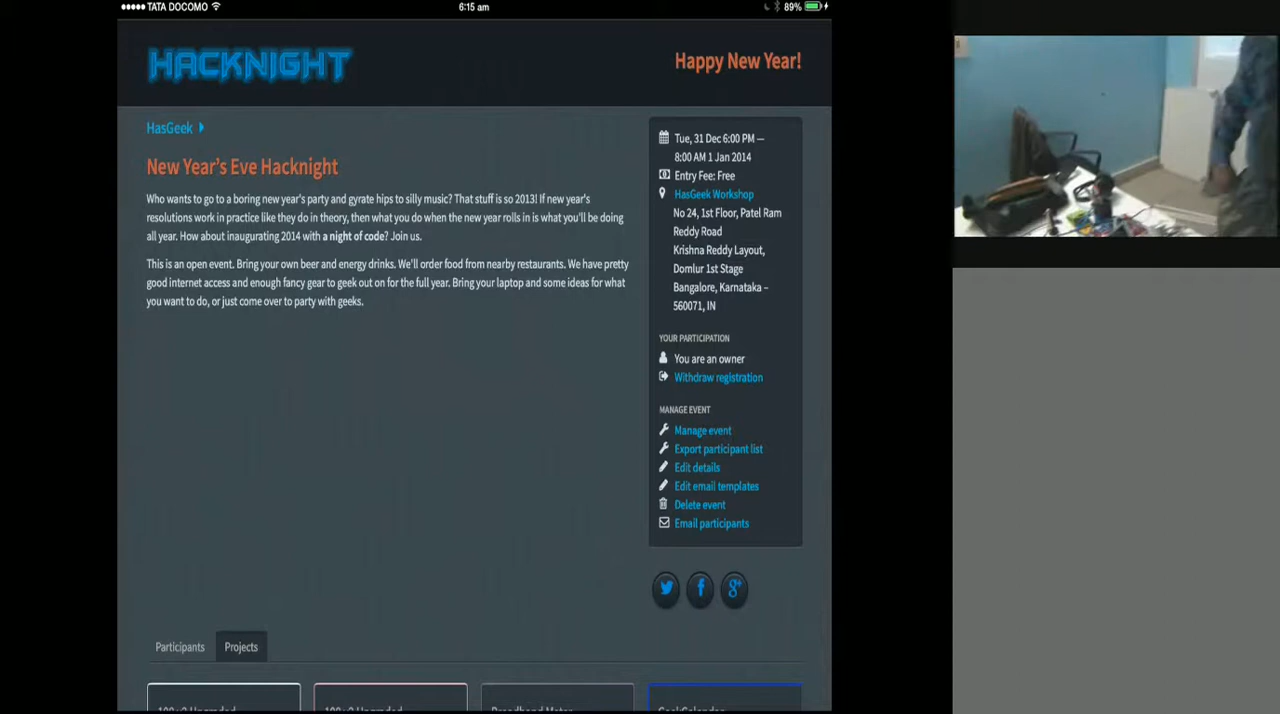 TATA DOCOMO
6:15 am
89%
HACKNIGHT
Happy New Year!
HasGeek
New Year's Eve Hacknight
Who wants to go to a boring new year's party and gyrate hips to silly music? That stuff is so 2013! If new year's
resolutions work in practice like they do in theory, then what you do when the new year rolls in is what you'll be doing
all year. How about inaugurating 2014 with a night of code? Join us.
This is an open event. Bring your own beer and energy drinks. We'll order food from nearby restaurants. We have pretty
good internet access and enough fancy gear to geek out on for the full year. Bring your laptop and some ideas for what
you want to do, or just come over to party with geeks.
Tue, 31 Dec 6:00 PM —
8:00 AM 1 Jan 2014
Entry Fee: Free
HasGeek Workshop
No 24, 1st Floor, Patel Ram
Reddy Road
Krishna Reddy Layout,
Domlur 1st Stage
Bangalore, Karnataka –
560071, IN
YOUR PARTICIPATION
You are an owner
Withdraw registration
MANAGE EVENT
Manage event
Export participant list
Edit details
Edit email templates
Delete event
Email participants
Participants
Projects